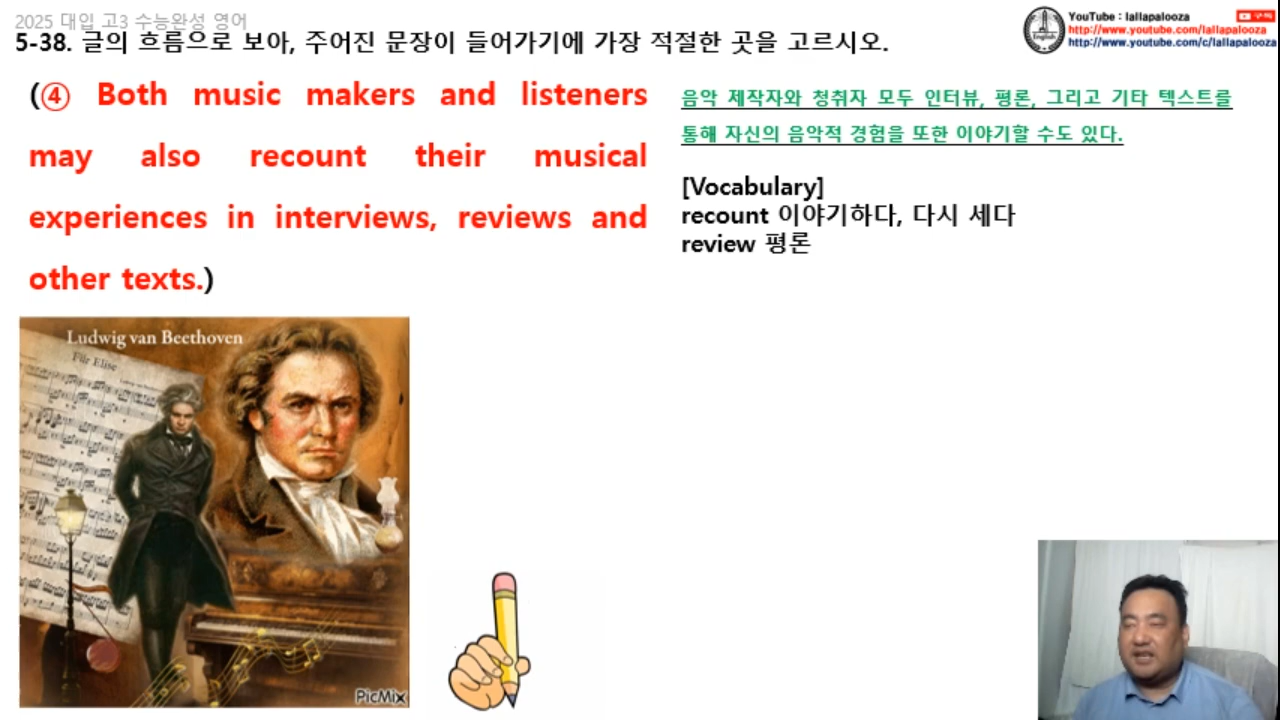 2025 대입 고3 수능완성 영어
5-38. 글의 흐름으로 보아, 주어진 문장이 들어가기에 가장 적절한 곳을 고르시오.
YouTube : lallapalooza
구독
http://www.youtube.com/lallapalooza
http://www.youtube.com/c/lallapalooza
English
(④ Both music makers and listeners
may also recount their musical
experiences in interviews, reviews and
other texts.)
음악 제작자와 청취자 모두 인터뷰, 평론, 그리고 기타 텍스트를
통해 자신의 음악적 경험을 또한 이야기할 수도 있다.
[Vocabulary]
recount 이야기하다, 다시 세다
review 평론
Ludwig van Beethoven
Für Elise
PicMix